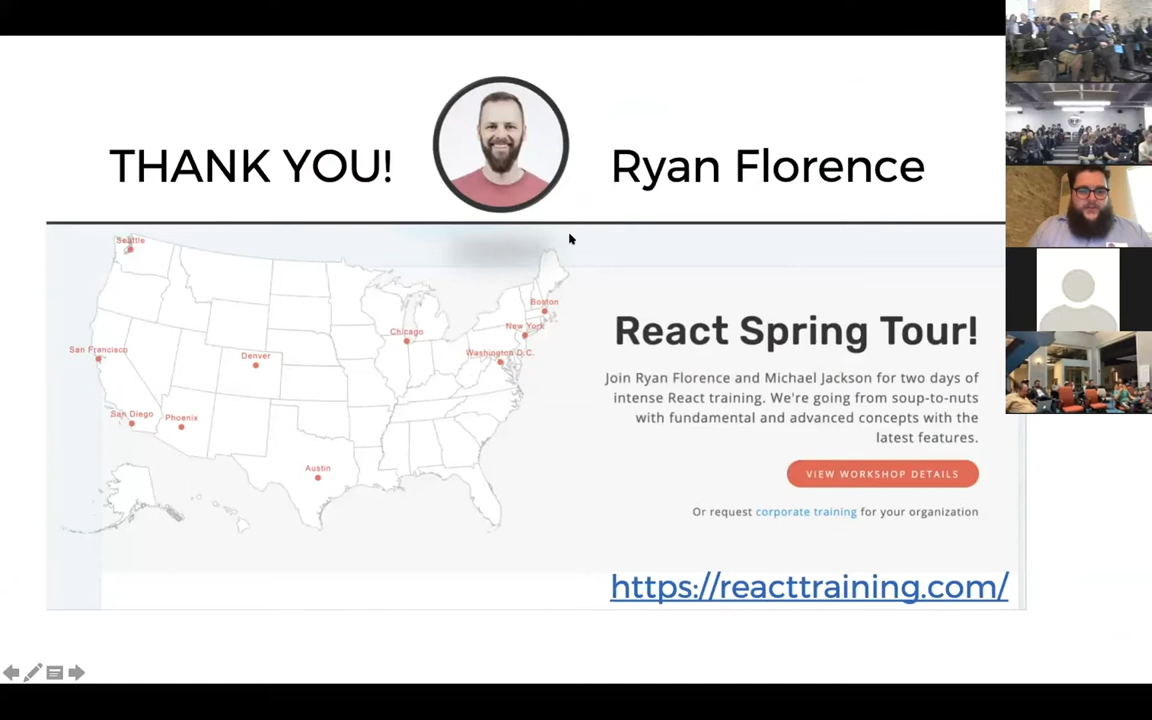 THANK YOU!
Ryan Florence
Seattle
San Francisco
San Diego
Phoenix
Denver
Austin
Chicago
Boston
New York
Washington D.C.
React Spring Tour!
Join Ryan Florence and Michael Jackson for two days of
intense React training. We're going from soup-to-nuts
with fundamental and advanced concepts with the
latest features.
VIEW WORKSHOP DETAILS
Or request corporate training for your organization
https://reacttraining.com/